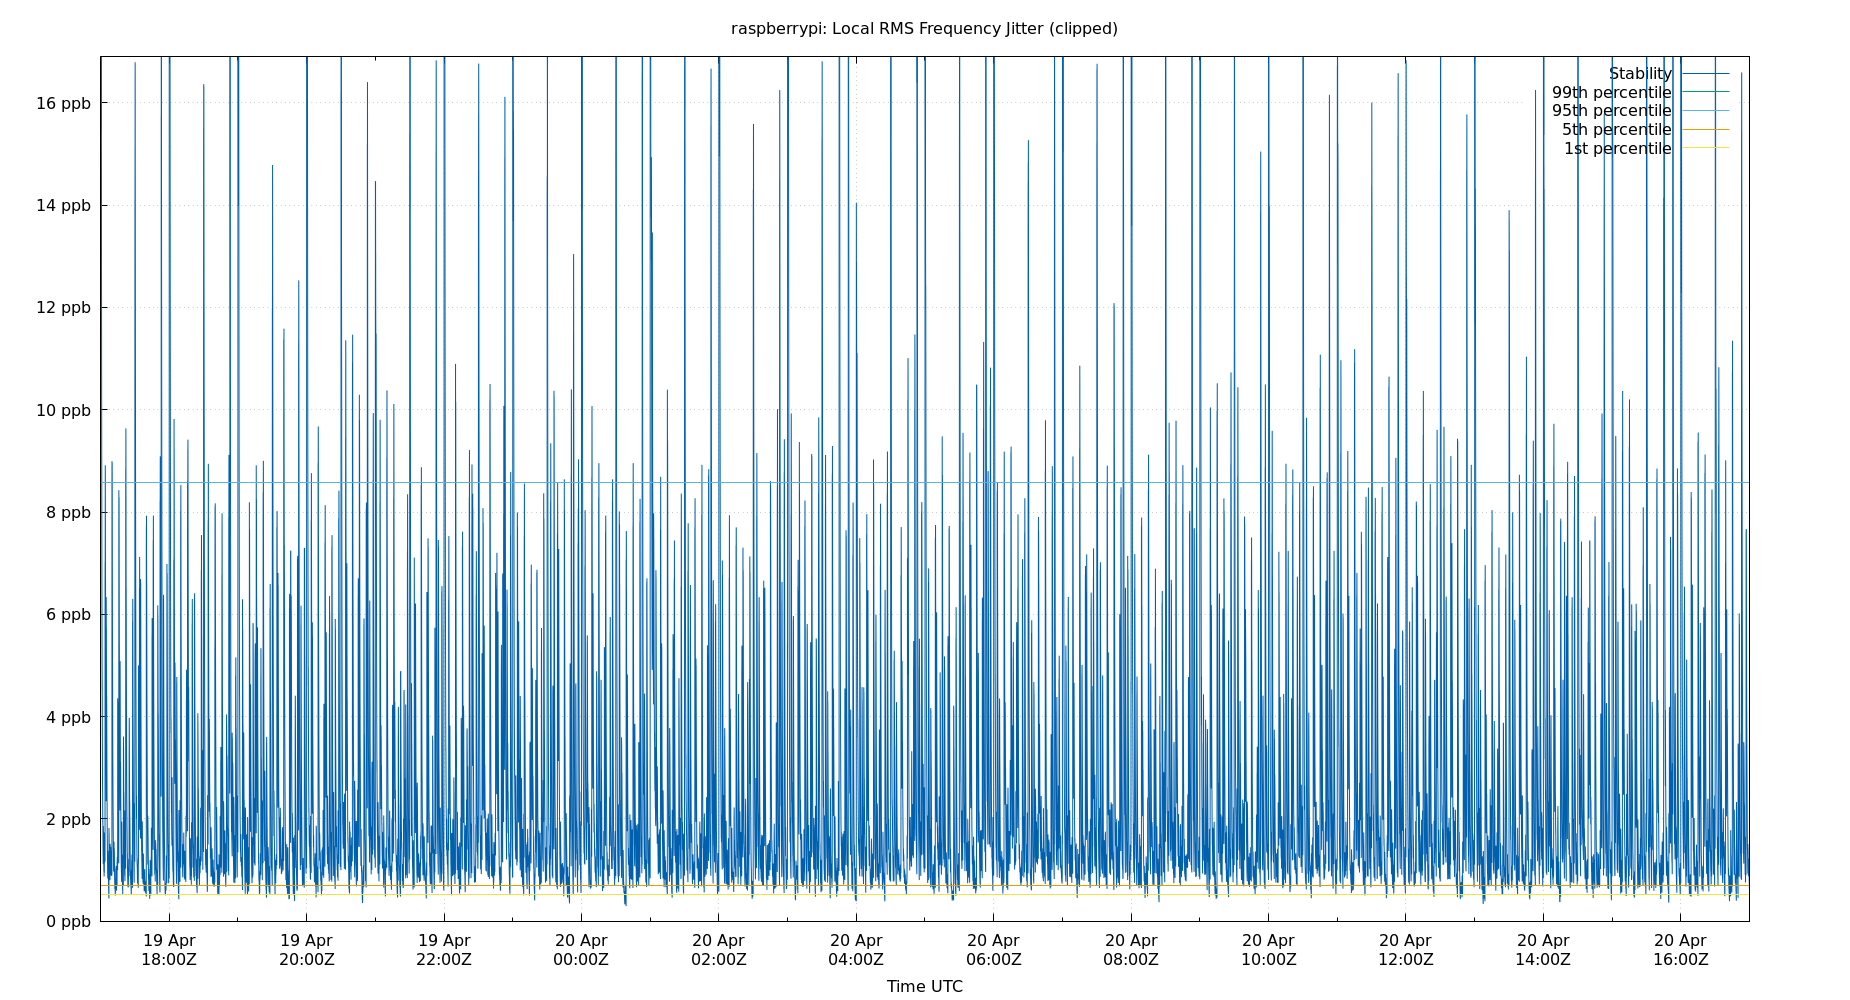 raspberrypi: Local RMS Frequency Jitter (clipped)
Stability
99th percentile
95th percentile
5th percentile
1st percentile
16 ppb
14 ppb
12 ppb
10 ppb
8 ppb
6 ppb
4 ppb
2 ppb
0 ppb
19 Apr 19 Apr 19 Apr 20 Apr 20 Apr 20 Apr 20 Apr 20 Apr 20 Apr 20 Apr 20 Apr 20 Apr
18:00Z 20:00Z 22:00Z 00:00Z 02:00Z 04:00Z 06:00Z 08:00Z 10:00Z 12:00Z 14:00Z 16:00Z
Time UTC